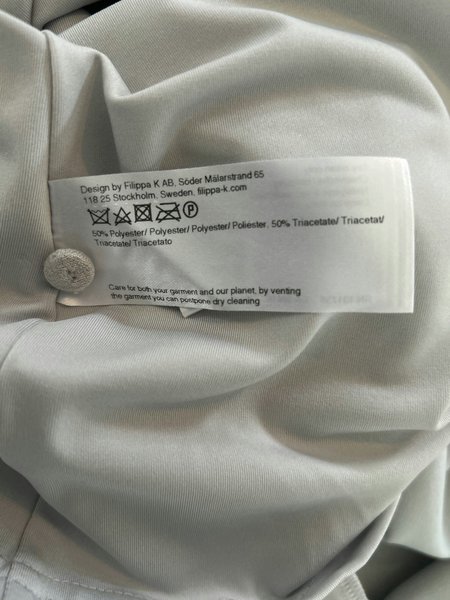 Design by Filippa K AB, Söder Mälarstrand 65
118 25 Stockholm, Sweden. filippa-k.com
P
50% Polyester/ Polyester/ Polyester/ Poliester, 50% Triacetate/ Triacetat/
Triacetate/ Triacetato
Care for both your garment and our planet, by venting
the garment you can postpone dry cleaning